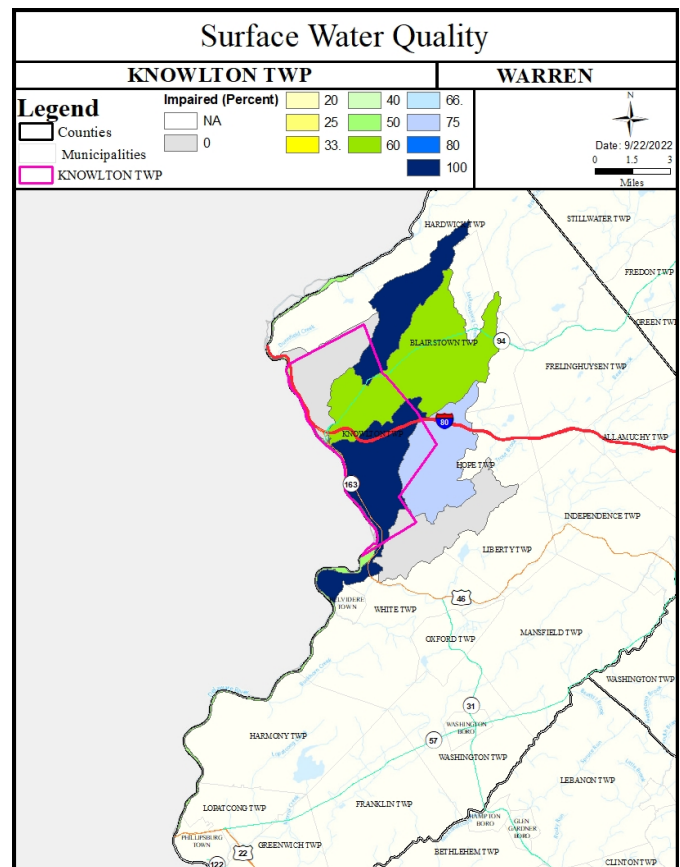 Surface Water Quality
KNOWLTON TWP
WARREN
Legend
Counties
Municipalities
KNOWLTON TWP
Impaired (Percent)
NA
0
20
25
33.
40
50
60
66.
75
80
100
N
Date: 9/22/2022
0 1.5 3
Miles
HARDWICK TWP
STILLWATER TWP
FREDON TWP
GREEN TW
BLAIRSTOWN TWP
94
FRELINGHUYSEN TWP
80
KNOWLTON TWP
ALLAMUCHY TWP
HOPE TWP
163
INDEPENDENCE TWP
LIBERTY TWP
46
ELVIDERE
TOWN
WHITE TWP
OXFORD TWP
MANSFIELD TWP
WASHINGTON TWP
31
WASHINGTON
BORO
HARMONY TWP
57
WASHINGTON TWP
LEBANON TWP
LOPATCONG TWP
FRANKLIN TWP
HAMPTON
BORO
GLEN
GARDNER
BORO
PHILLIPSBURG
TOWN
GREENWICH TWP
22
BETHLEHEM TWP
CLINTON TWP
122